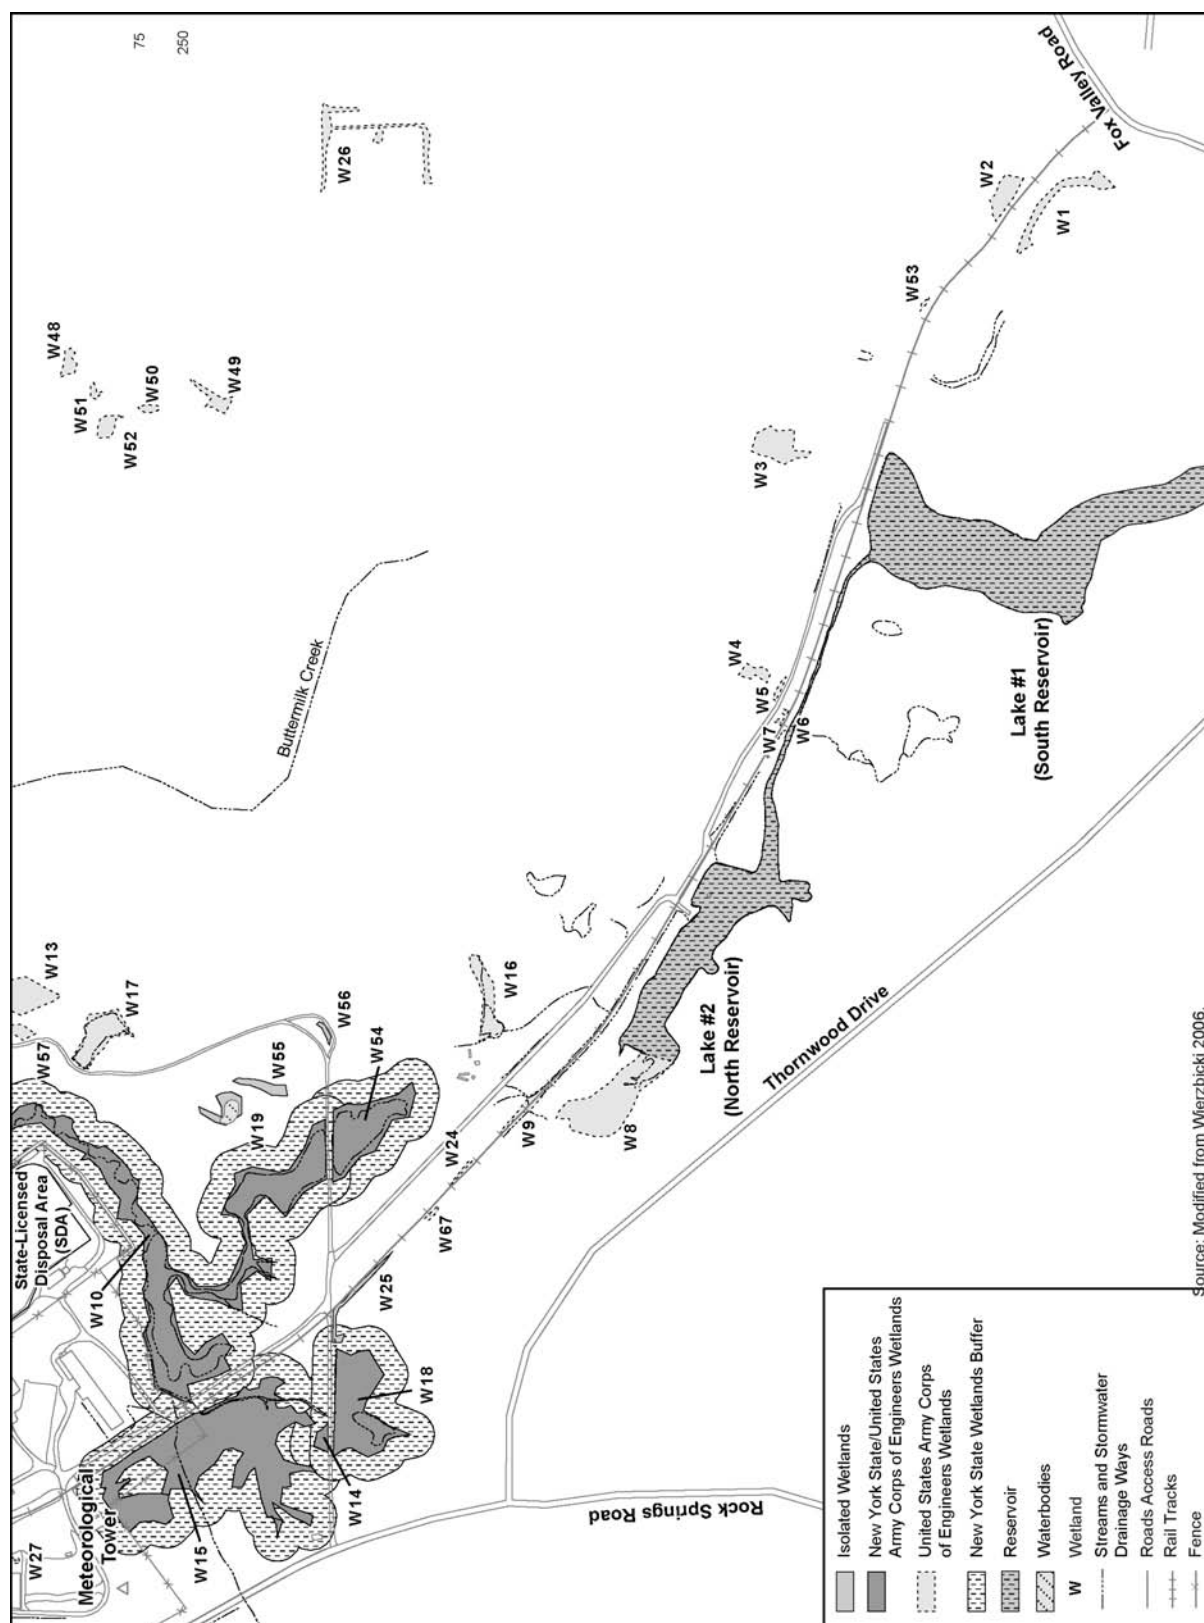 75
250
W48
W51
W50
W52
W49
W26
Fox Valley Road
W2
W1
W53
W3
Buttermilk Creek
W4
W5
W7
W6
Lake #1
(South Reservoir)
W13
W17
W57
W56
W55
W54
W19
W16
State-Licensed
Disposal Area
(SDA)
W10
W24
W9
W8
Lake #2
(North Reservoir)
Thornwood Drive
W67
W25
W18
W14
Meteorological
Tower
W15
W27
Rock Springs Road
Isolated Wetlands
New York State/United States
Army Corps of Engineers Wetlands
United States Army Corps
of Engineers Wetlands
New York State Wetlands Buffer
Reservoir
Waterbodies
W Wetland
Streams and Stormwater
Drainage Ways
Roads Access Roads
Rail Tracks
Fence
Source: Modified from Wierzbicki 2006.